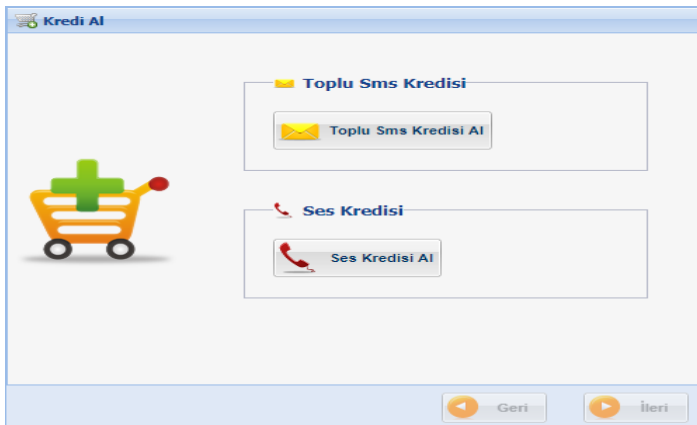 Kredi Al
Toplu Sms Kredisi
Toplu Sms Kredisi Al
Ses Kredisi
Ses Kredisi Al
Geri
İleri